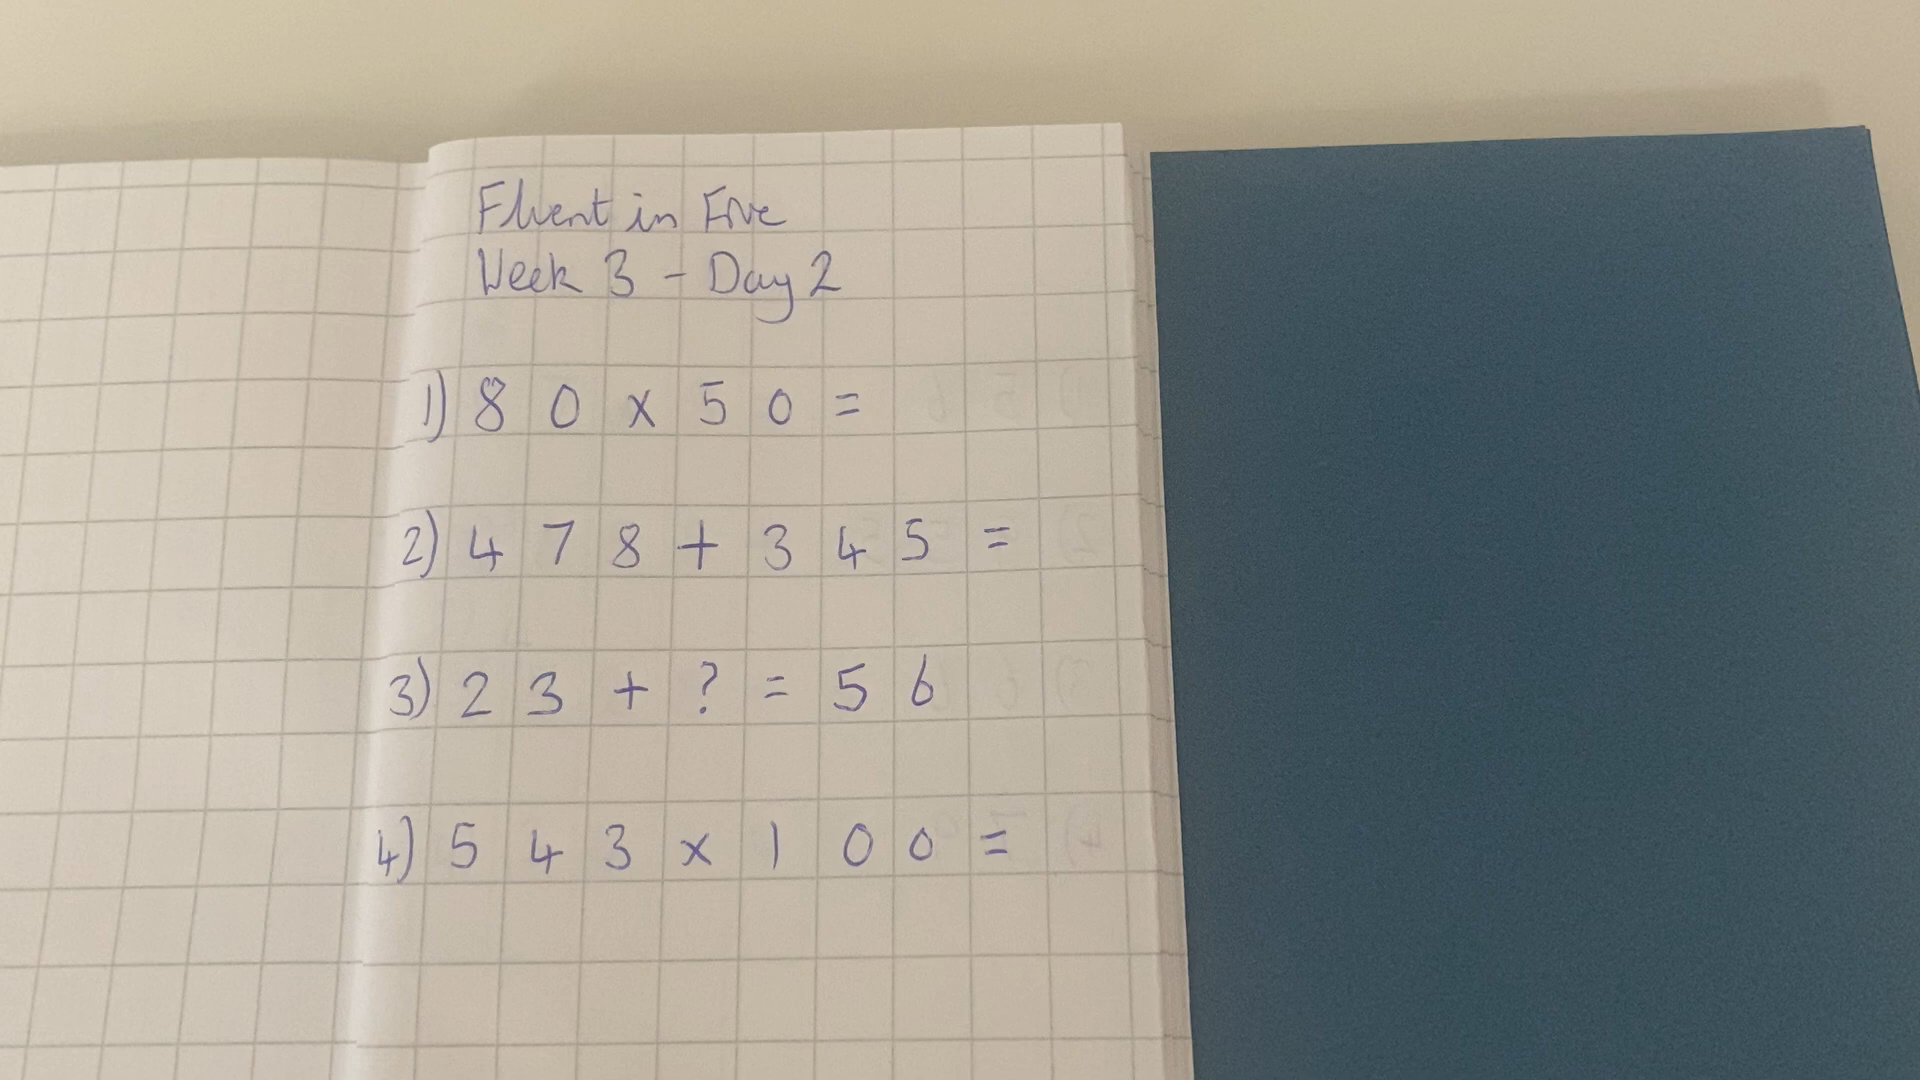 Fluent in Five
Week 3 - Day 2
1) 80 x 50 =
2) 478 + 345 =
3) 23 + ? = 56
4) 543 x 100 =